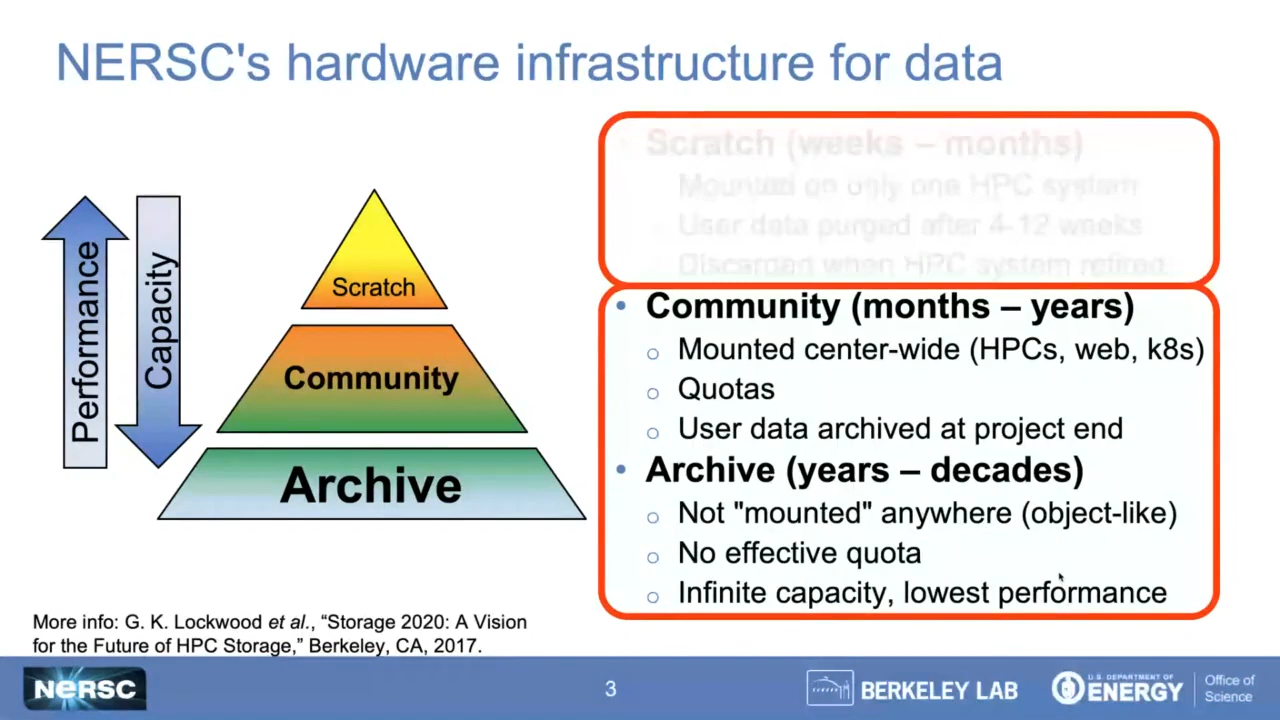 NERSC's hardware infrastructure for data
Scratch (weeks – months)
Mounted on only one HPC system
User data purged after 4-12 weeks
Discarded when HPC system retired
Performance
Capacity
Scratch
Community
Archive
• Community (months – years)
○ Mounted center-wide (HPCs, web, k8s)
○ Quotas
○ User data archived at project end
• Archive (years – decades)
○ Not "mounted" anywhere (object-like)
○ No effective quota
○ Infinite capacity, lowest performance
More info: G. K. Lockwood et al., “Storage 2020: A Vision
for the Future of HPC Storage,” Berkeley, CA, 2017.
NERSC
3
BERKELEY LAB
U.S. DEPARTMENT OF
ENERGY
Office of
Science